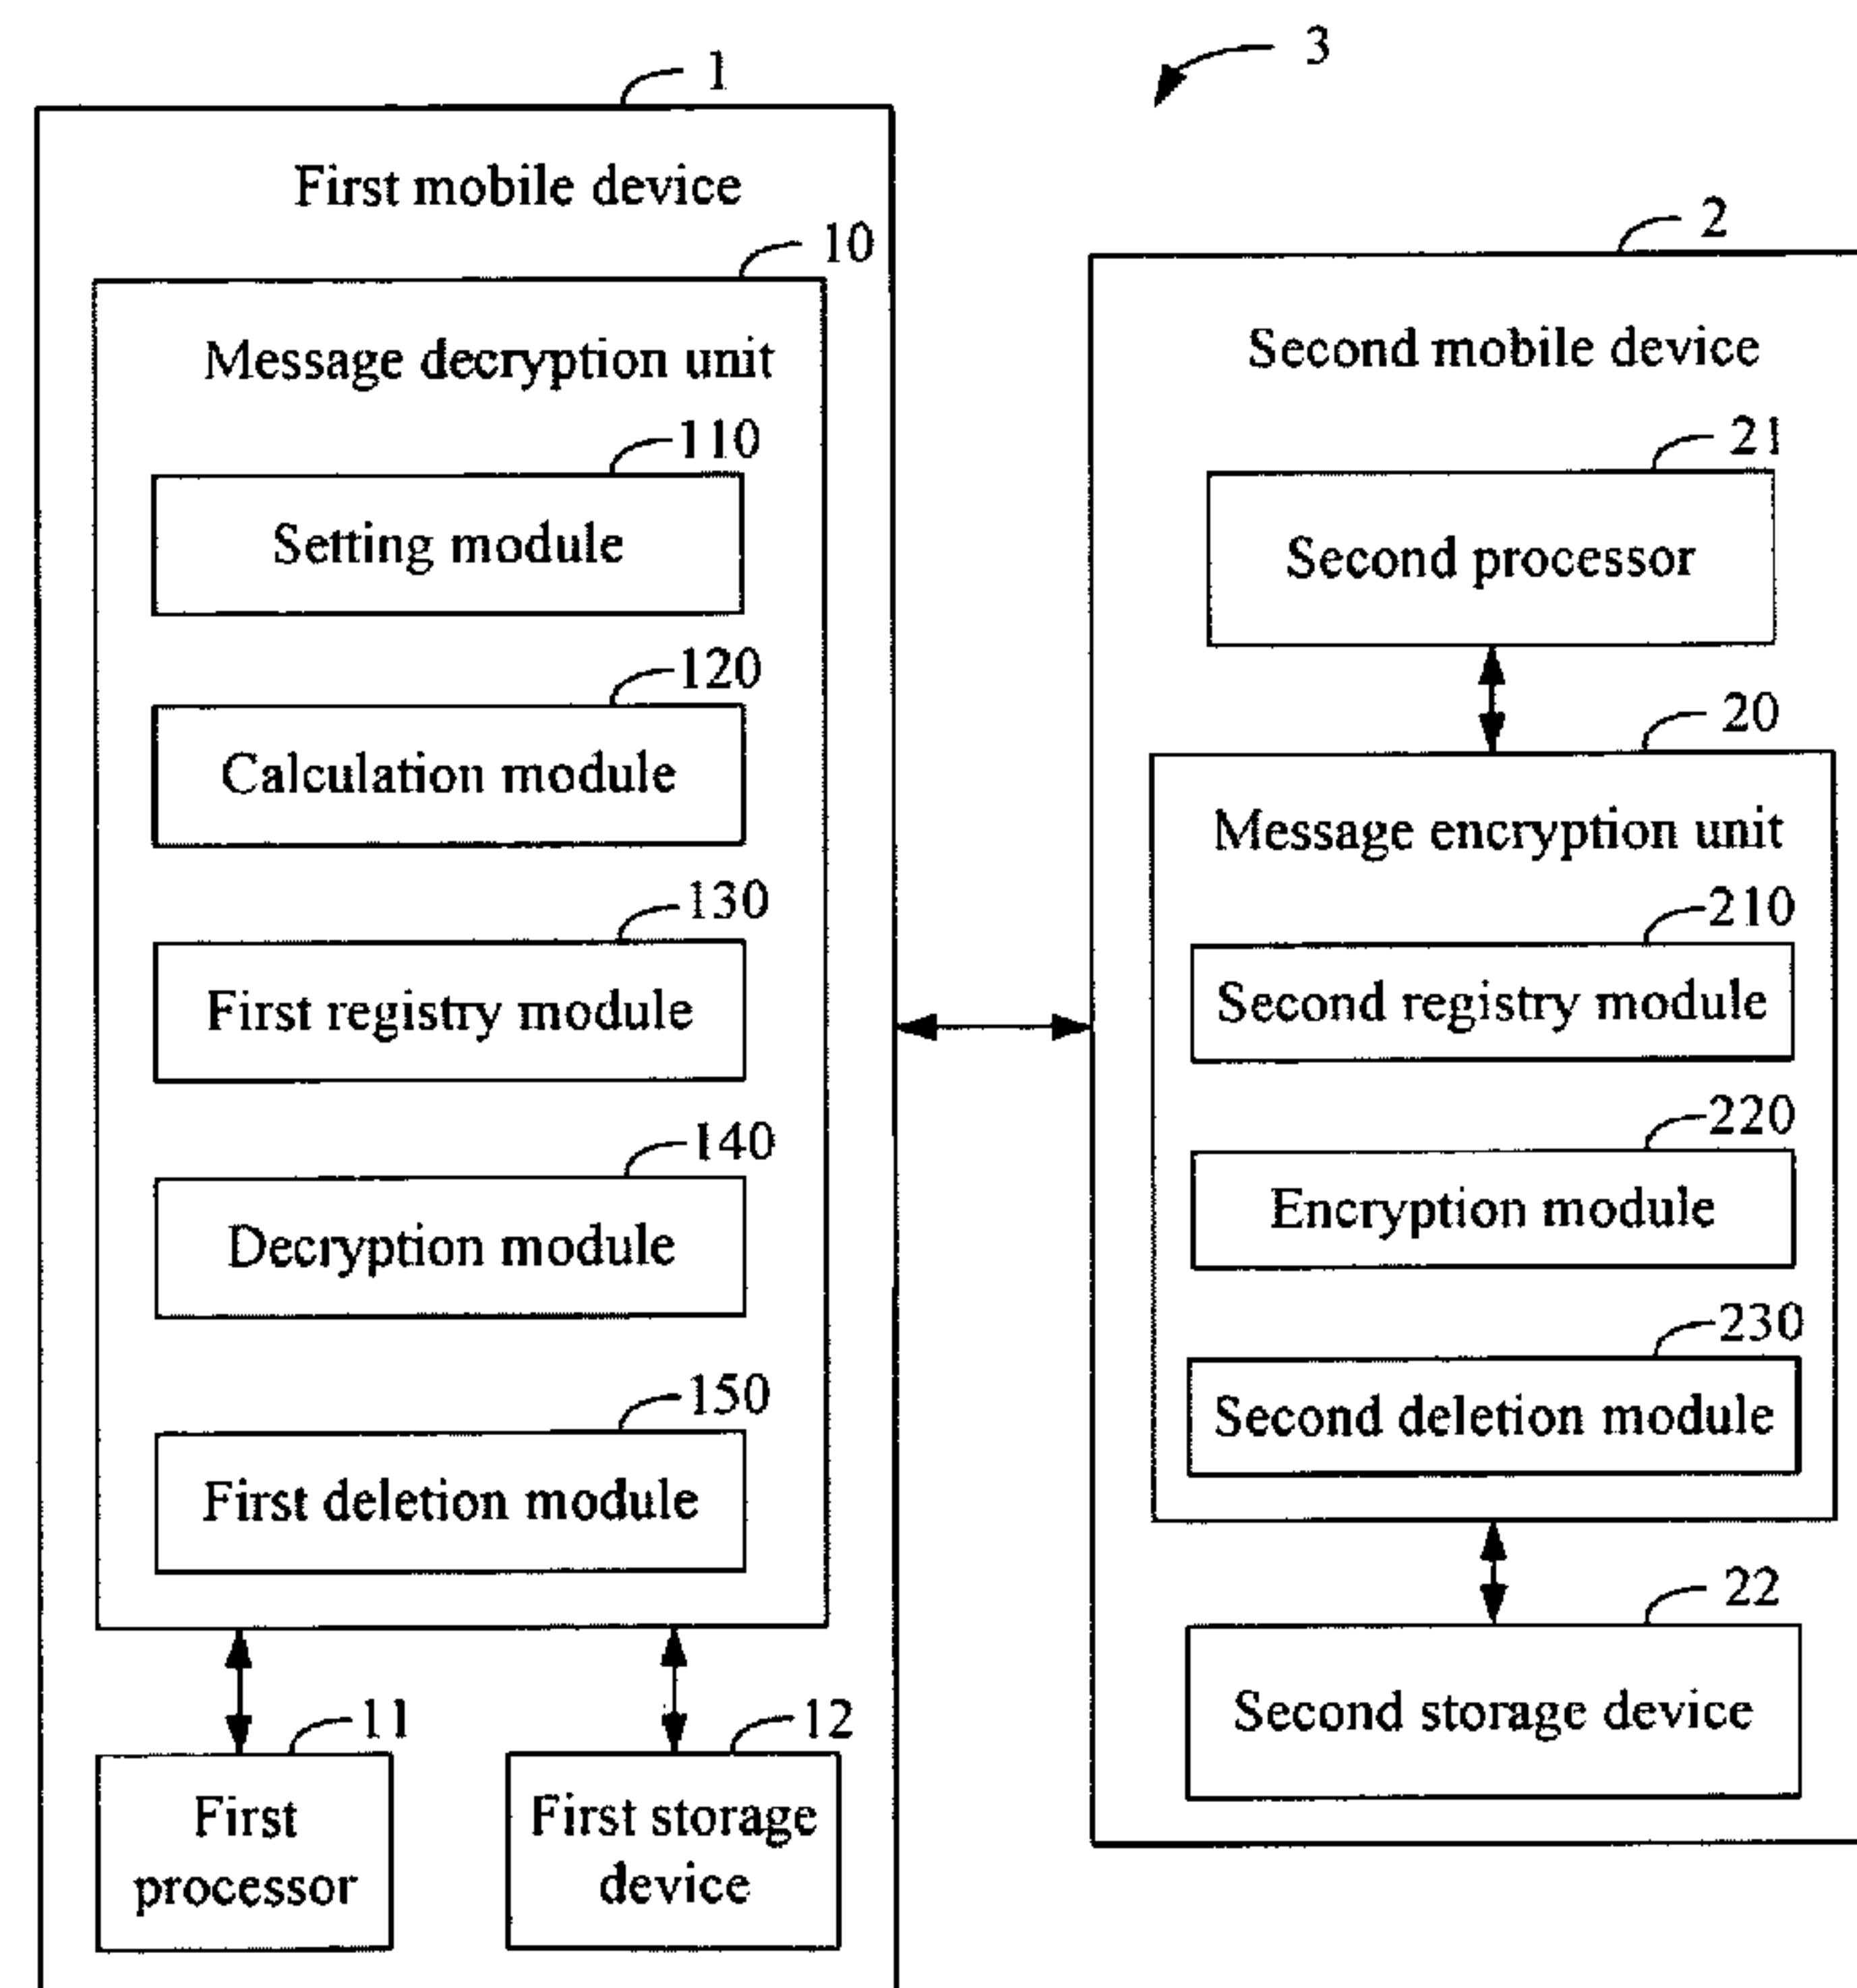 3
1
First mobile device
10
Message decryption unit
110
Setting module
120
Calculation module
130
First registry module
140
Decryption module
150
First deletion module
11
First
processor
12
First storage
device
2
Second mobile device
21
Second processor
20
Message encryption unit
210
Second registry module
220
Encryption module
230
Second deletion module
22
Second storage device